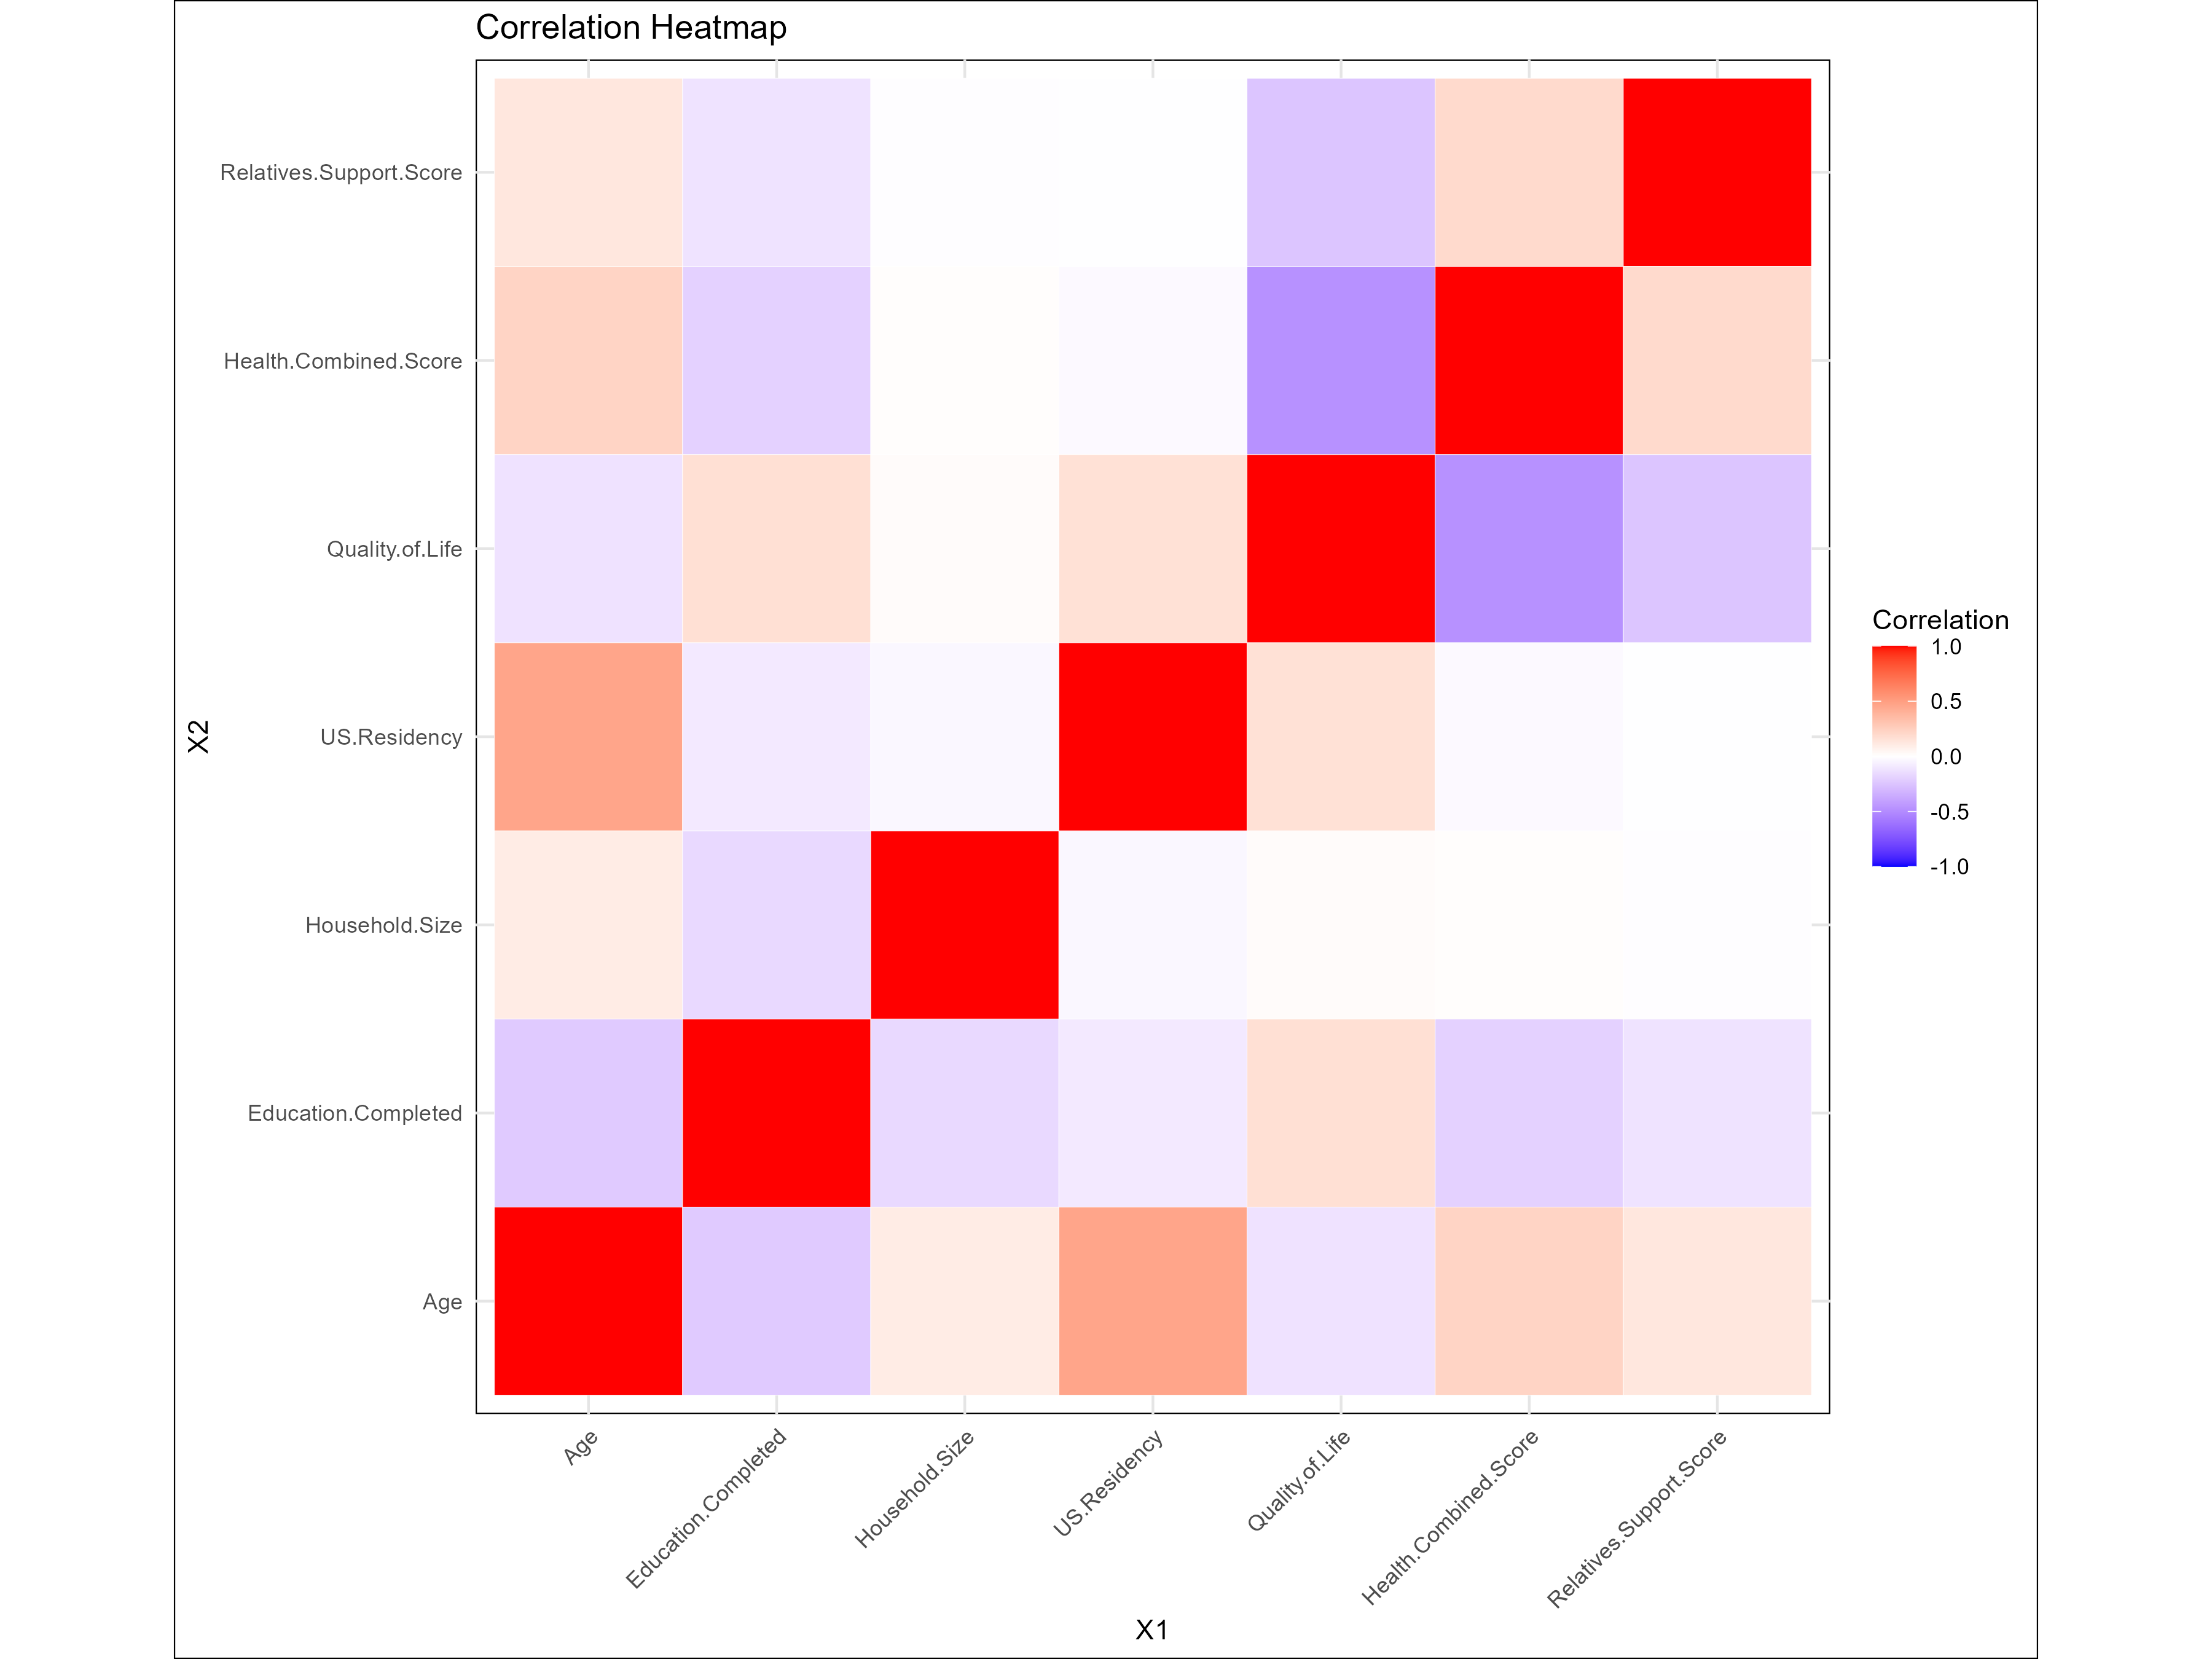 Correlation Heatmap
Relatives.Support.Score
Health.Combined.Score
Quality.of.Life
US.Residency
Household.Size
Education.Completed
Age
X2
Age
Education.Completed
Household.Size
US.Residency
Quality.of.Life
Health.Combined.Score
Relatives.Support.Score
X1
Correlation
1.0
0.5
0.0
-0.5
-1.0